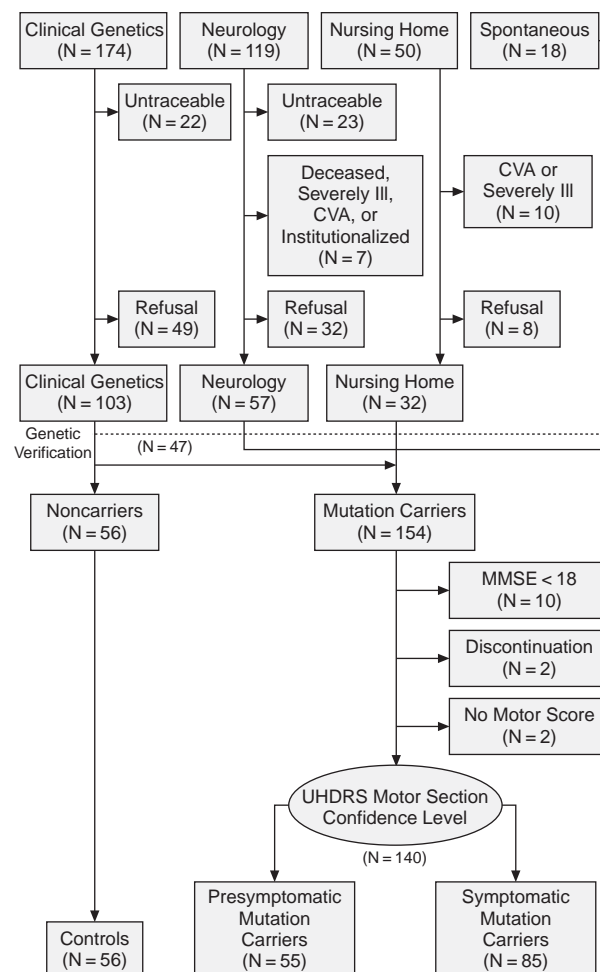 Clinical Genetics
(N = 174)
Neurology
(N = 119)
Nursing Home
(N = 50)
Spontaneous
(N = 18)
Untraceable
(N = 22)
Untraceable
(N = 23)
Deceased,
Severely Ill,
CVA, or
Institutionalized
(N = 7)
CVA or
Severely Ill
(N = 10)
Refusal
(N = 49)
Refusal
(N = 32)
Refusal
(N = 8)
Clinical Genetics
(N = 103)
Neurology
(N = 57)
Nursing Home
(N = 32)
Genetic
Verification
(N = 47)
Noncarriers
(N = 56)
Mutation Carriers
(N = 154)
MMSE < 18
(N = 10)
Discontinuation
(N = 2)
No Motor Score
(N = 2)
UHDRS Motor Section
Confidence Level
(N = 140)
Controls
(N = 56)
Presymptomatic
Mutation
Carriers
(N = 55)
Symptomatic
Mutation
Carriers
(N = 85)